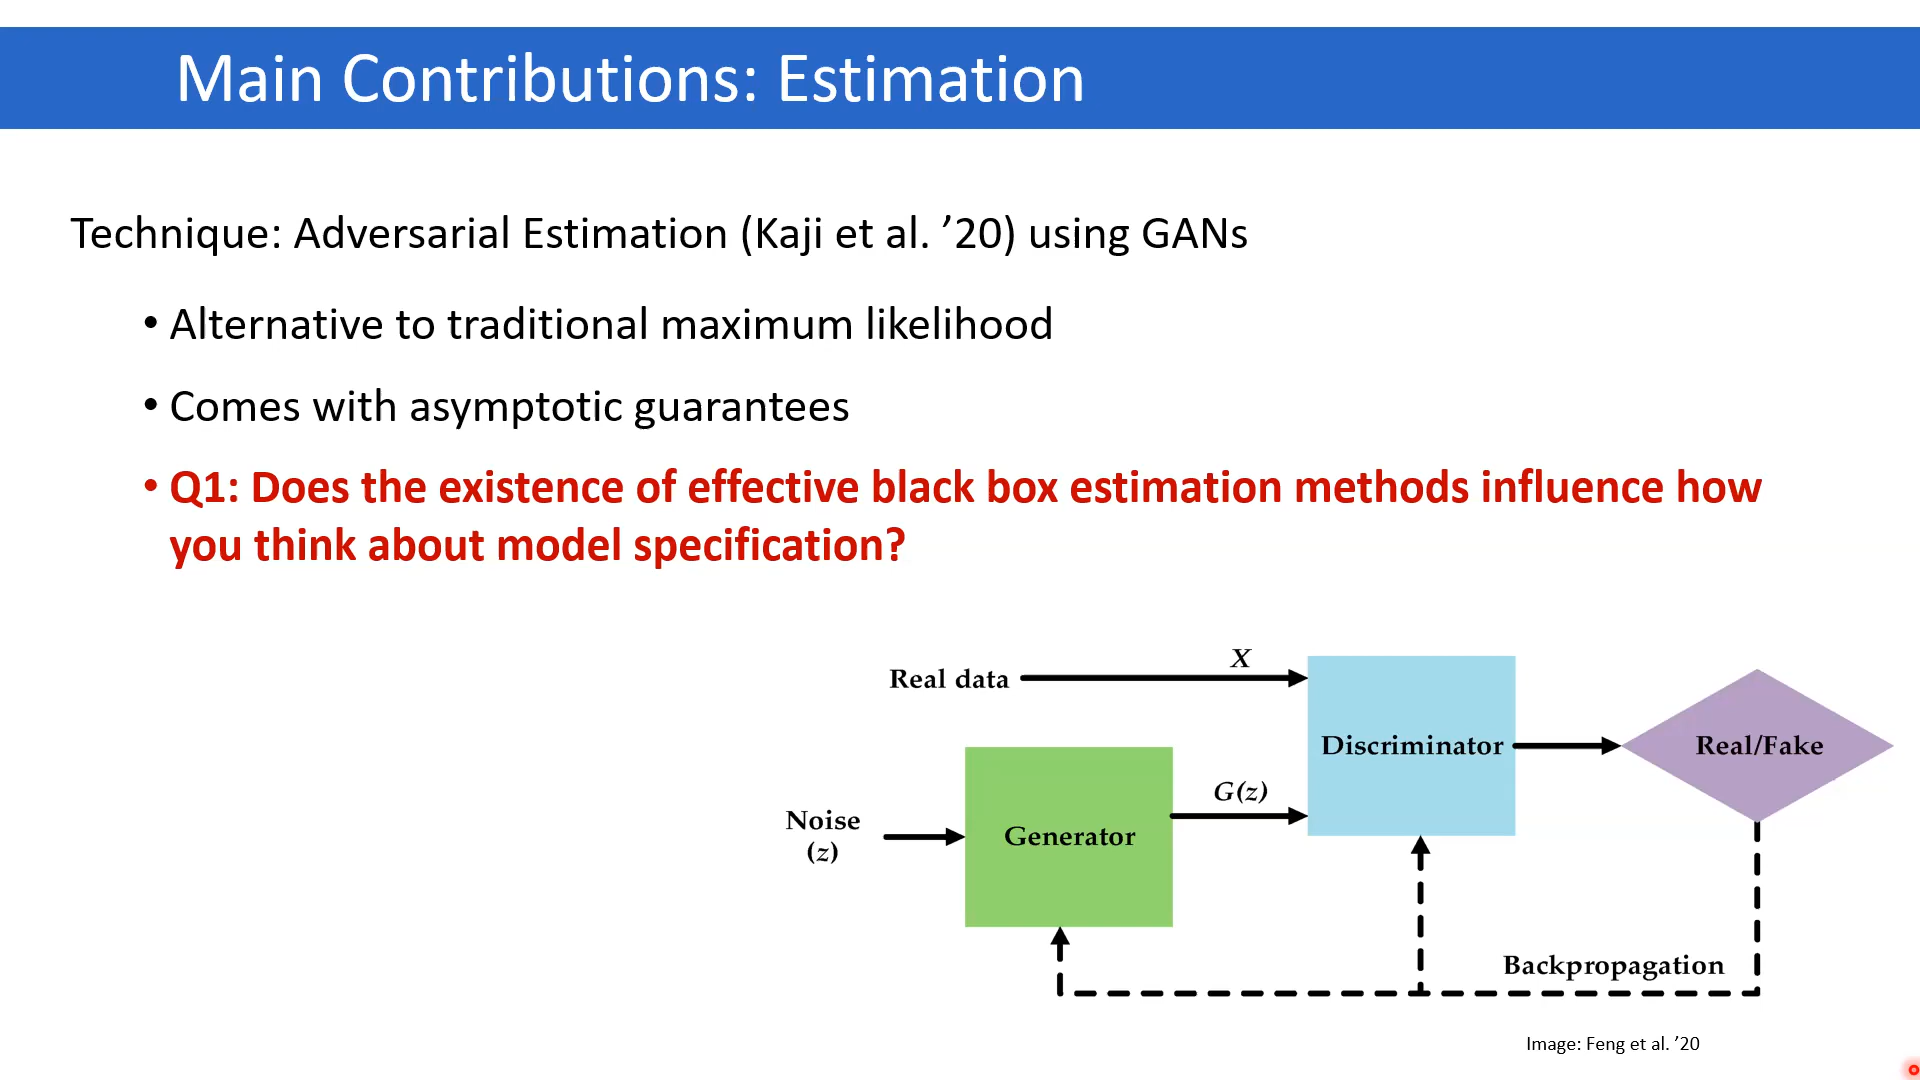 Main Contributions: Estimation
Technique: Adversarial Estimation (Kaji et al. ’20) using GANs
• Alternative to traditional maximum likelihood
• Comes with asymptotic guarantees
• Q1: Does the existence of effective black box estimation methods influence how
you think about model specification?
Real data
X
Discriminator
Real/Fake
Noise
(z)
Generator
G(z)
Backpropagation
Image: Feng et al. ’20